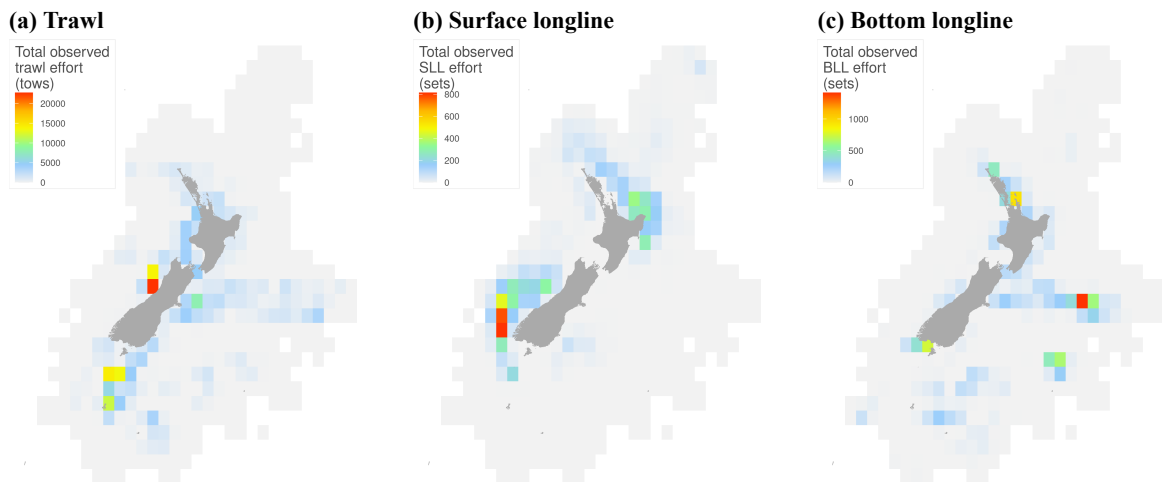 (a) Trawl
Total observed
trawl effort
(tows)
20000
15000
10000
5000
0
(b) Surface longline
Total observed
SLL effort
(sets)
800
600
400
200
0
(c) Bottom longline
Total observed
BLL effort
(sets)
1000
500
0